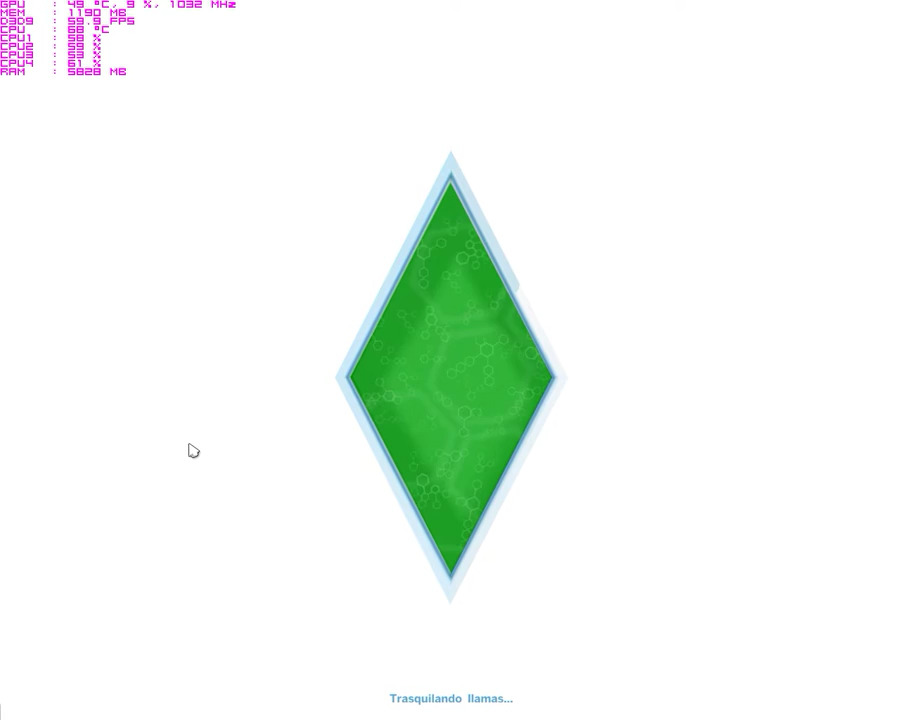 GPU : 49 °C, 9 %, 1032 MHz
MEM : 1190 MB
D3D9 : 59.9 FPS
CPU : 68 °C
CPU1 : 58 %
CPU2 : 59 %
CPU3 : 53 %
CPU4 : 61 %
RAM : 5828 MB
Trasquilando llamas...